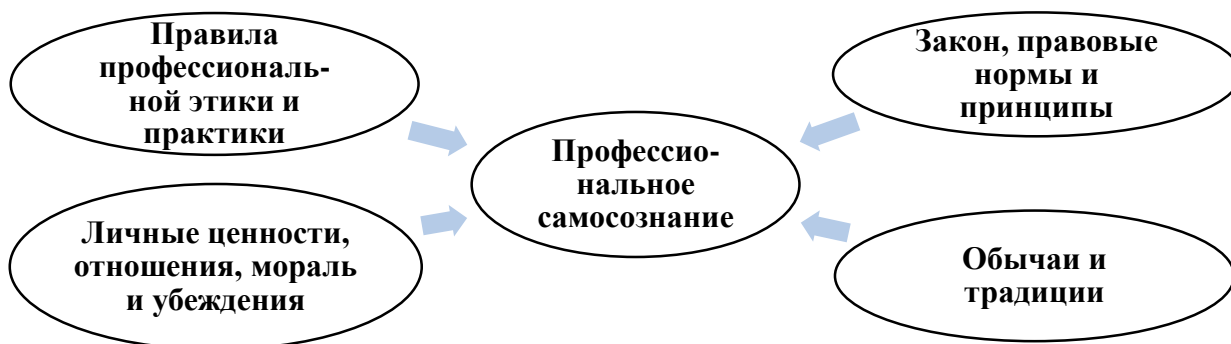 Правила
профессиональ-
ной этики и
практики
Закон, правовые
нормы и
принципы
Профессио-
нальное
самосознание
Личные ценности,
отношения, мораль
и убеждения
Обычаи и
традиции